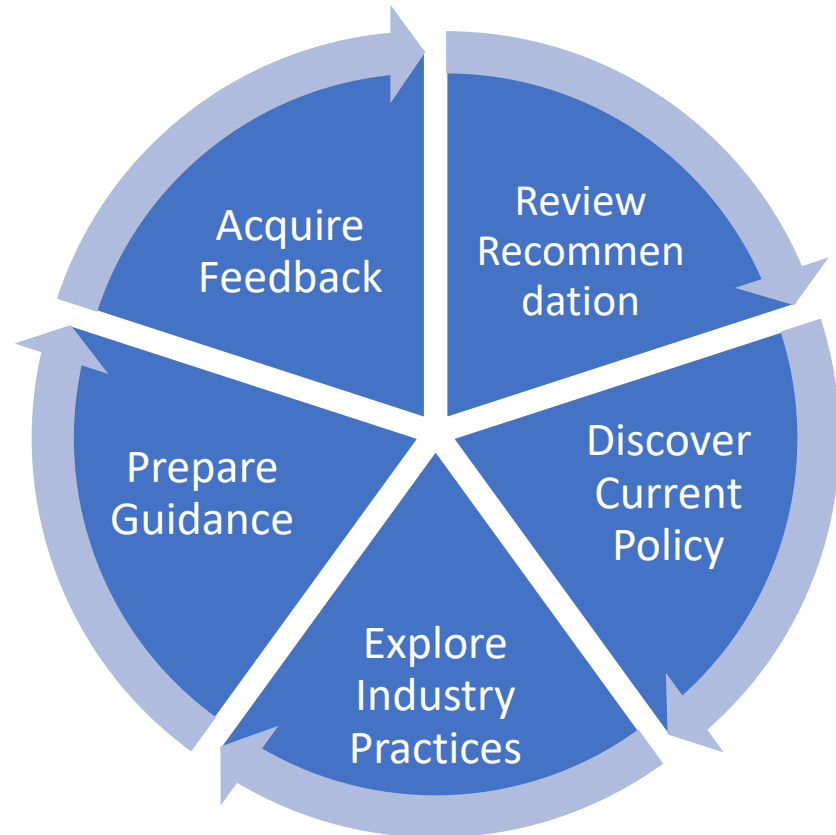 Review
Recommen
dation
Discover
Current
Policy
Explore
Industry
Practices
Prepare
Guidance
Acquire
Feedback